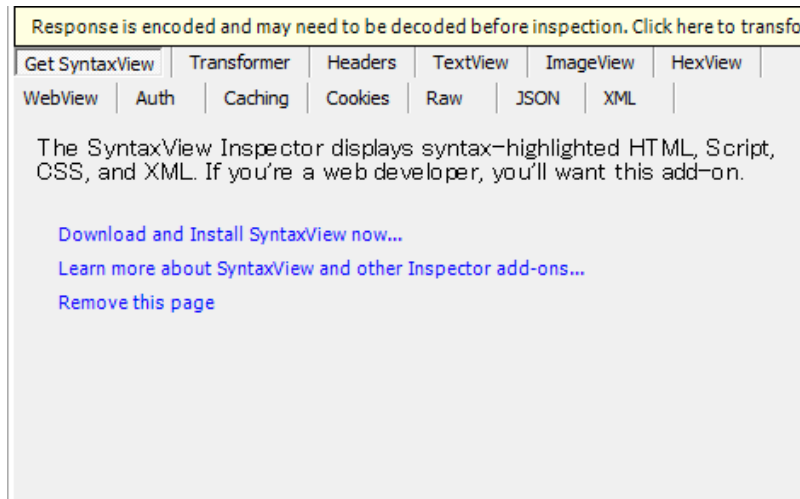 Response is encoded and may need to be decoded before inspection. Click here to transfo
Get SyntaxView Transformer Headers TextView ImageView HexView
WebView Auth Caching Cookies Raw JSON XML
The SyntaxView Inspector displays syntax-highlighted HTML, Script,
CSS, and XML. If you're a web developer, you'll want this add-on.
Download and Install SyntaxView now...
Learn more about SyntaxView and other Inspector add-ons...
Remove this page